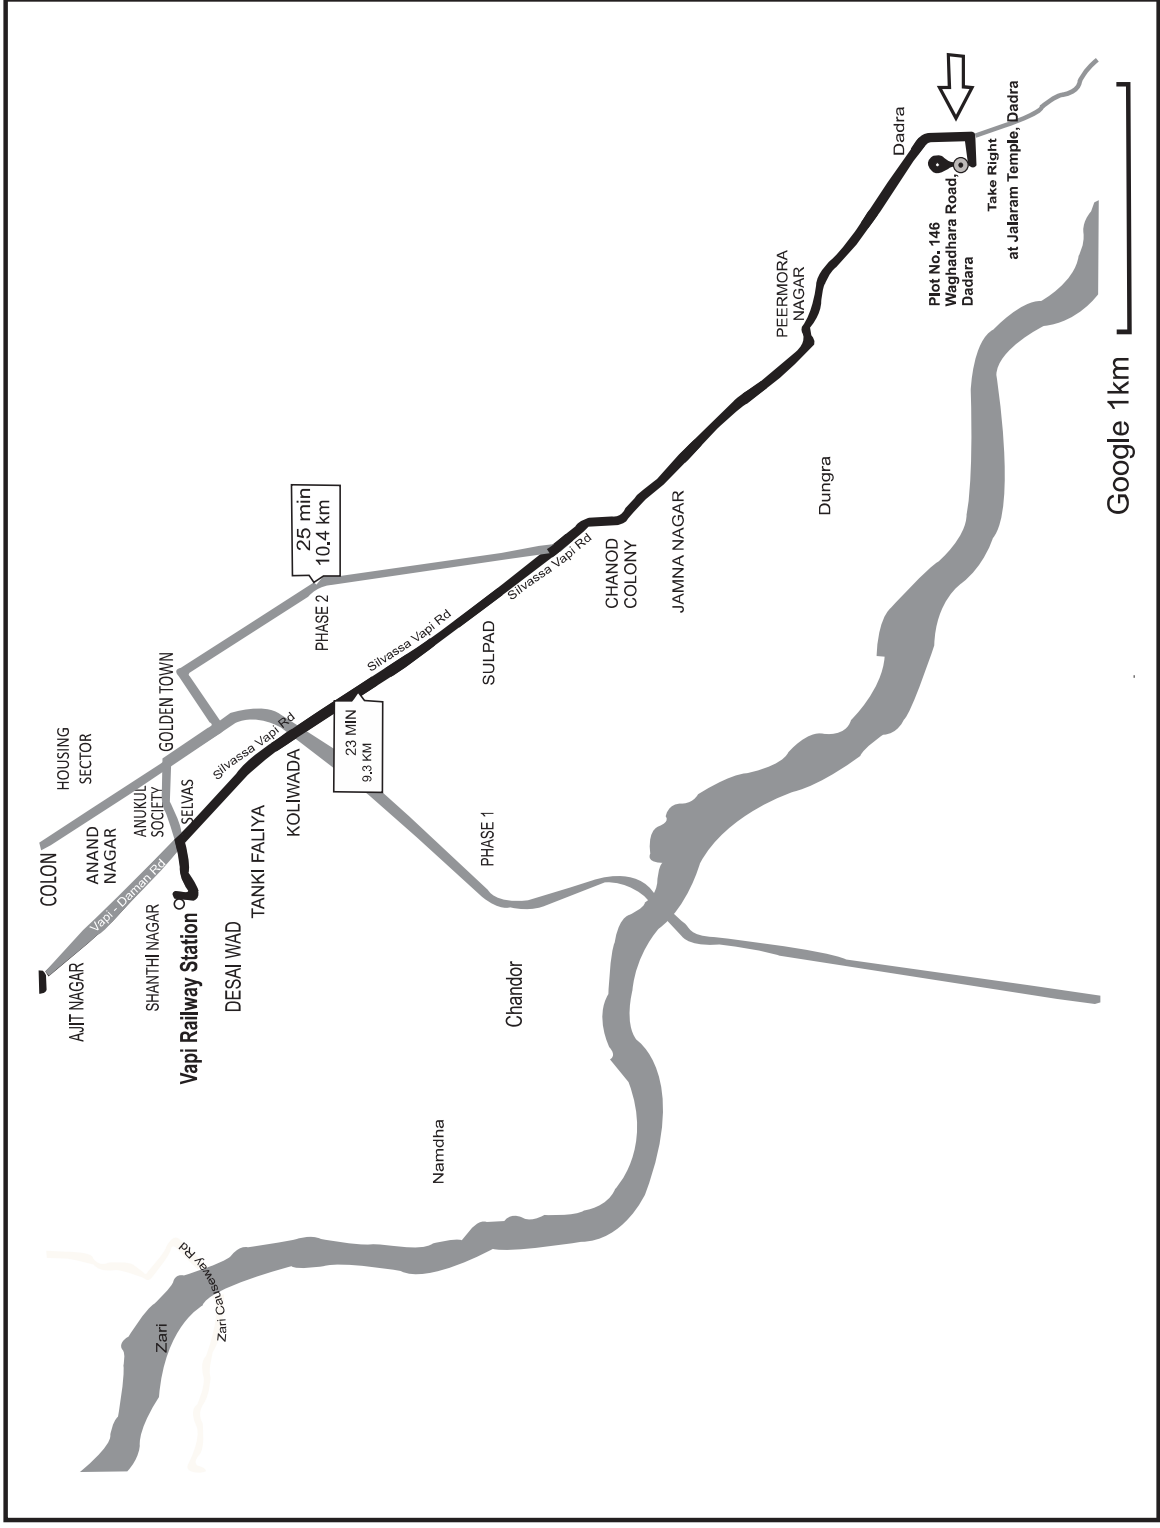 COLON
HOUSING
SECTOR
ANAND
NAGAR
AJIT NAGAR
Vapi - Daman Rd
ANUKUL
SOCIETY
GOLDEN TOWN
SELVAS
SHANTHI NAGAR
Vapi Railway Station
DESAI WAD
TANKI FALIYA
KOLIWADA
Silvassa Vapi Rd
25 min
10.4 km
PHASE 2
23 MIN
9.3 KM
Silvassa Vapi Rd
SULPAD
PHASE 1
Silvassa Vapi Rd
CHANOD
COLONY
JAMNA NAGAR
PEERMORA
NAGAR
Dungra
Dadra
Plot No. 146
Waghadhara Road,
Dadara
Take Right
at Jalaram Temple, Dadra
Chandor
Namdha
Zari
Zari Causeway Rd
Google 1km